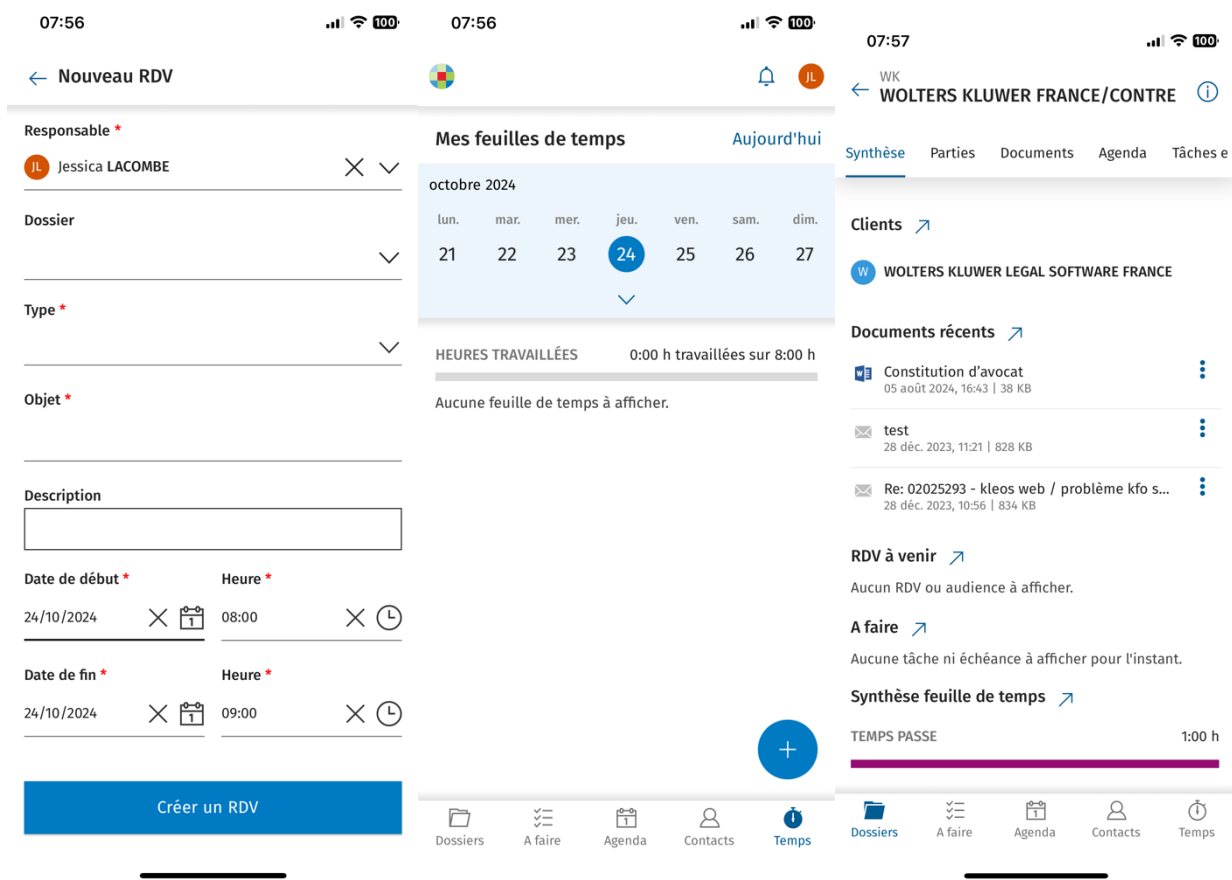 07:56
100
Nouveau RDV
Responsable *
JL Jessica LACOMBE
Dossier
Type *
Objet *
Description
Date de début * Heure *
24/10/2024 1 08:00
Date de fin * Heure *
24/10/2024 1 09:00
Créer un RDV
07:56
100
JL
Mes feuilles de temps Aujourd'hui
octobre 2024
lun. mar. mer. jeu. ven. sam. dim.
21 22 23 24 25 26 27
HEURES TRAVAILLÉES 0:00 h travaillées sur 8:00 h
Aucune feuille de temps à afficher.
+
1
Dossiers A faire Agenda Contacts Temps
07:57
100
WK
WOLTERS KLUWER FRANCE/CONTRE
Synthèse Parties Documents Agenda Tâches e
Clients
W WOLTERS KLUWER LEGAL SOFTWARE FRANCE
Documents récents
Constitution d'avocat
05 août 2024, 16:43 | 38 KB
test
28 déc. 2023, 11:21 | 828 KB
Re: 02025293 - kleos web / problème kfo s...
28 déc. 2023, 10:56 | 834 KB
RDV à venir
Aucun RDV ou audience à afficher.
A faire
Aucune tâche ni échéance à afficher pour l'instant.
Synthèse feuille de temps
TEMPS PASSE 1:00 h
1
Dossiers A faire Agenda Contacts Temps